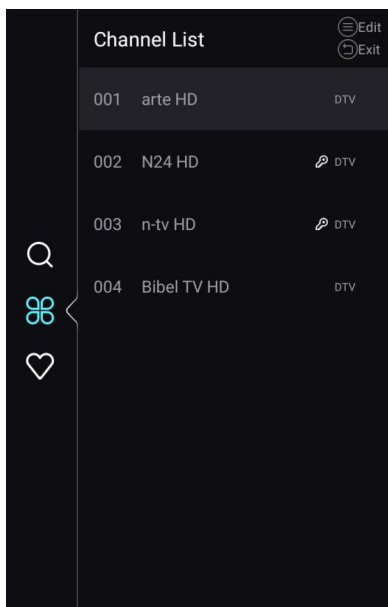 Channel List
Edit
Exit
001 arte HD DTV
002 N24 HD DTV
003 n-tv HD DTV
004 Bibel TV HD DTV